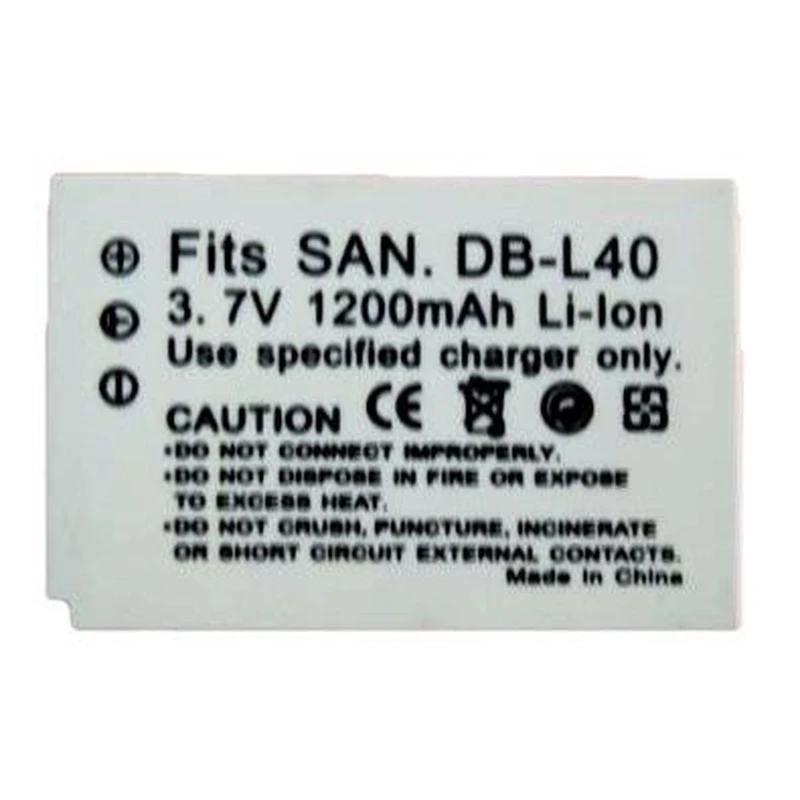 Fits SAN. DB-L40
3. 7V 1200mAh Li-Ion
Use specified charger only.
CAUTION CE
•DO NOT CONNECT IMPROPERLY.
•DO NOT DISPOSE IN FIRE OR EXPOSE
TO EXCESS HEAT.
•DO NOT CRUSH, PUNCTURE, INCINERATE
OR SHORT CIRCUIT EXTERNAL CONTACTS.
Made in China